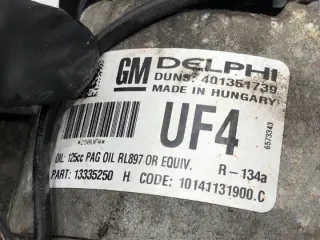 GM DELPHI
DUNS 401351739
MADE IN HUNGARY
*250UF4*
UF4
6573343
OIL: 125cc PAG OIL RL897 OR EQUIV. R-134a
PART: 13335250 H CODE: 10141131900.C